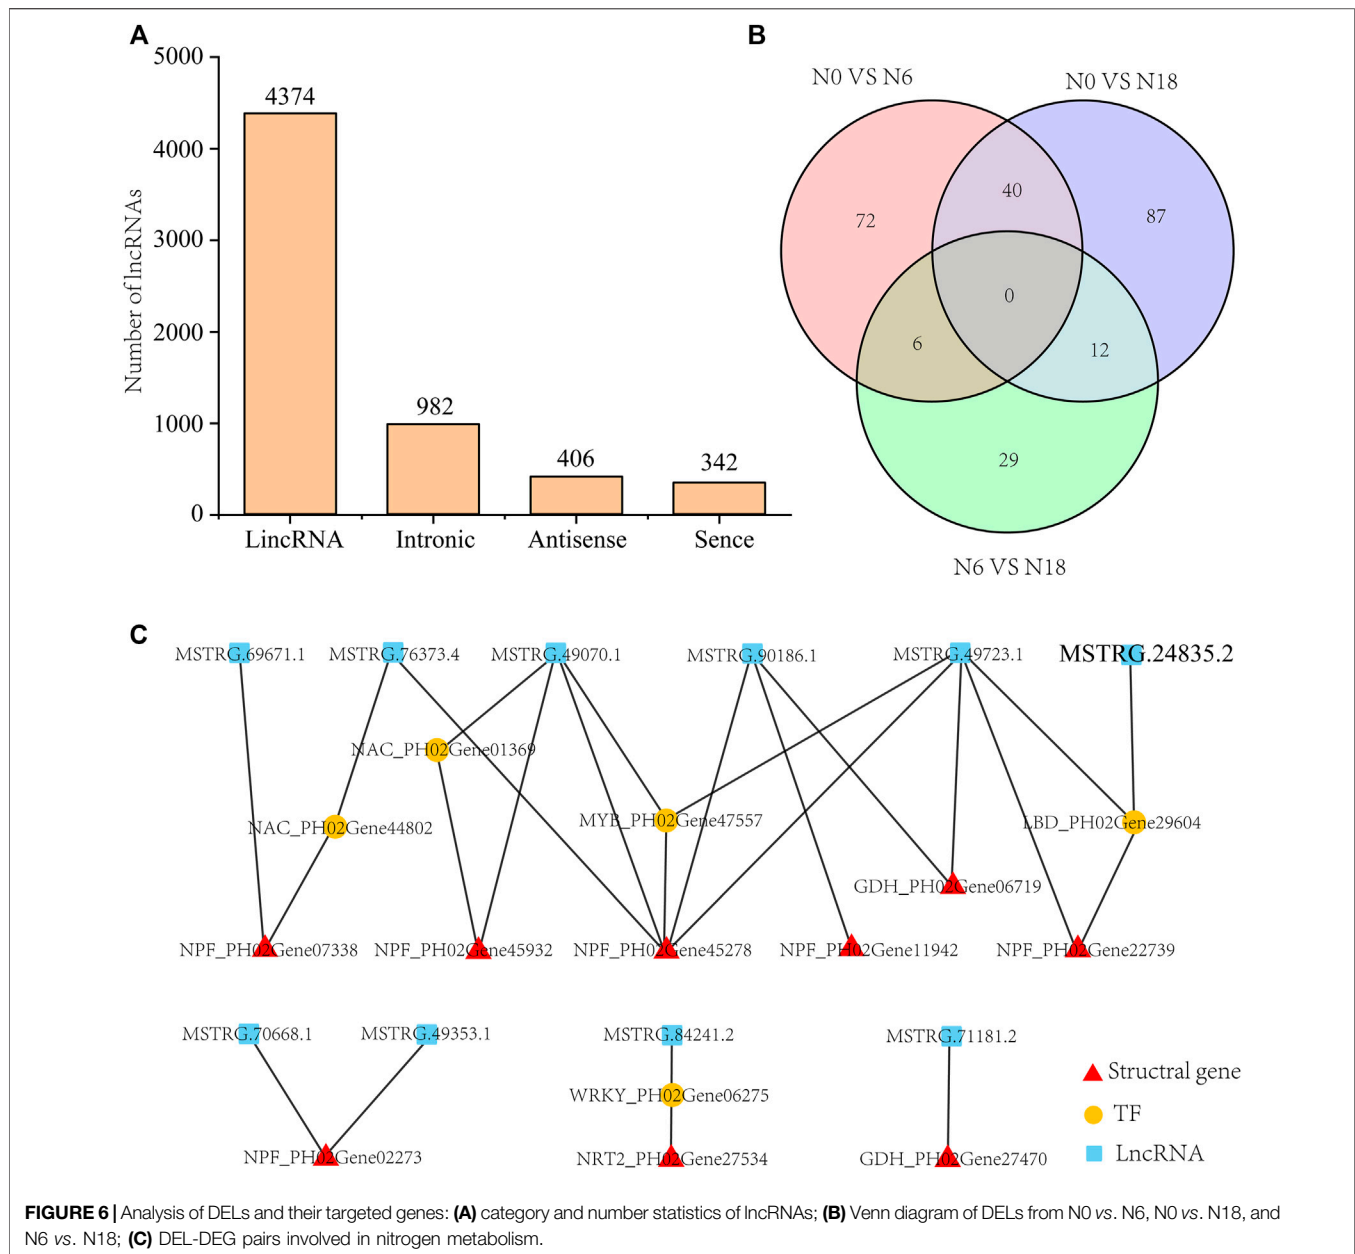 A
5000
4000
3000
2000
1000
0
Number of lncRNAs
4374
982
406
342
LincRNA
Intronic
Antisense
Sence
B
N0 VS N6
N0 VS N18
40
72
87
0
6
12
29
N6 VS N18
C
MSTRG.69671.1
MSTRG.76373.4
MSTRG.49070.1
MSTRG.90186.1
MSTRG.49723.1
MSTRG.24835.2
NAC_PH02Gene01369
NAC_PH02Gene44802
MYB_PH02Gene47557
LBD_PH02Gene29604
GDH_PH02Gene06719
NPF_PH02Gene07338
NPF_PH02Gene45932
NPF_PH02Gene45278
NPF_PH02Gene11942
NPF_PH02Gene22739
MSTRG.70668.1
MSTRG.49353.1
MSTRG.84241.2
MSTRG.71181.2
WRKY_PH02Gene06275
NPF_PH02Gene02273
NRT2_PH02Gene27534
GDH_PH02Gene27470
Structral gene
TF
LncRNA
FIGURE 6 | Analysis of DELs and their targeted genes: (A) category and number statistics of lncRNAs; (B) Venn diagram of DELs from N0 vs. N6, N0 vs. N18, and
N6 vs. N18; (C) DEL-DEG pairs involved in nitrogen metabolism.